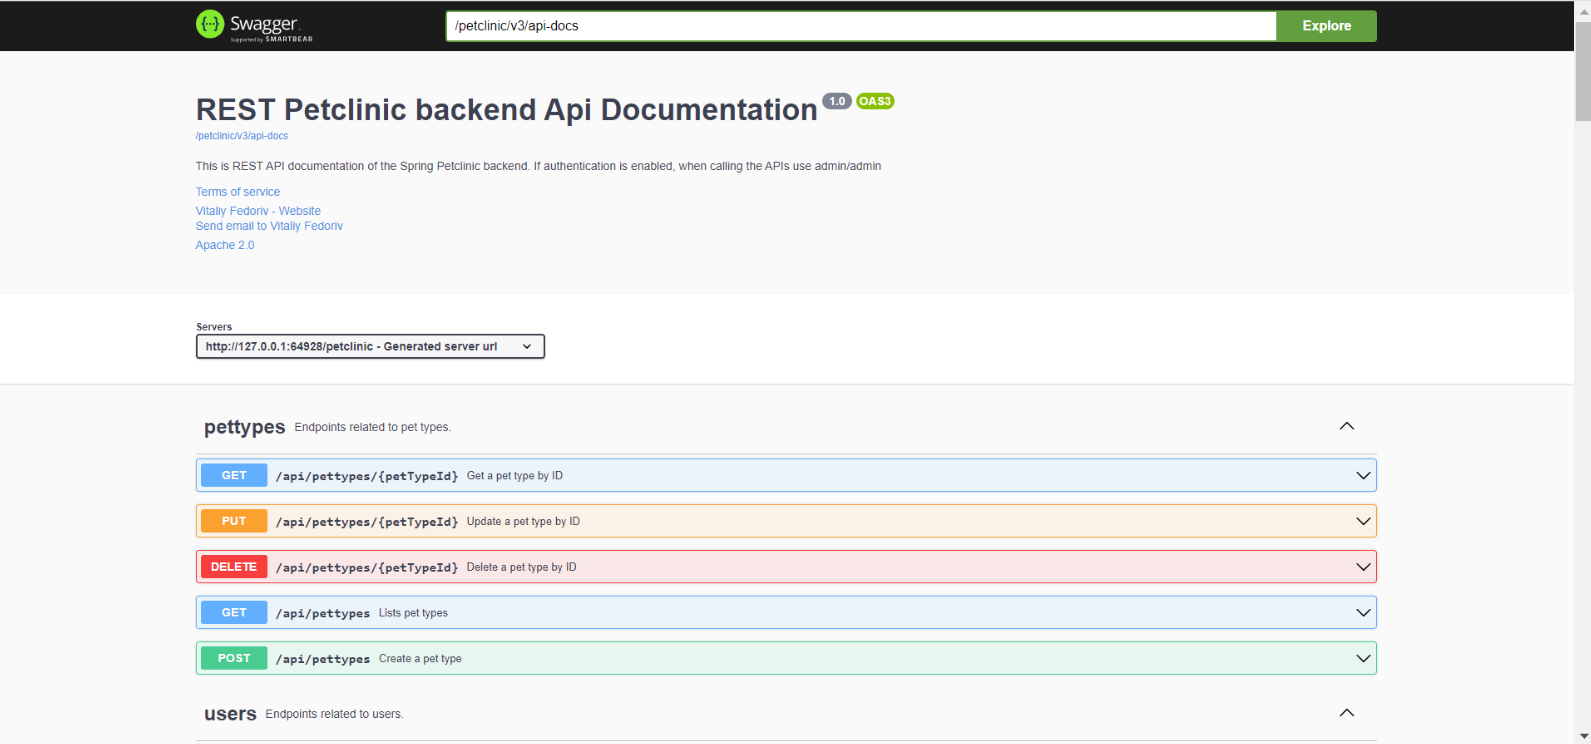 Swagger.
Supported by SMARTBEAR
/petclinic/v3/api-docs
Explore
REST Petclinic backend Api Documentation 1.0 OAS3
/petclinic/v3/api-docs
This is REST API documentation of the Spring Petclinic backend. If authentication is enabled, when calling the APIs use admin/admin
Terms of service
Vitaliy Fedoriv - Website
Send email to Vitaliy Fedoriv
Apache 2.0
Servers
http://127.0.0.1:64928/petclinic - Generated server url
pettypes Endpoints related to pet types.
GET /api/pettypes/{petTypeId} Get a pet type by ID
PUT /api/pettypes/{petTypeId} Update a pet type by ID
DELETE /api/pettypes/{petTypeId} Delete a pet type by ID
GET /api/pettypes Lists pet types
POST /api/pettypes Create a pet type
users Endpoints related to users.